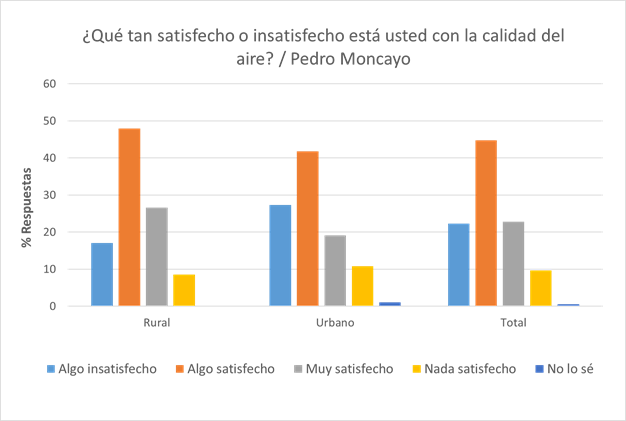 ¿Qué tan satisfecho o insatisfecho está usted con la calidad del
aire? / Pedro Moncayo
60
50
40
30
20
10
0
% Respuestas
Rural Urbano Total
Algo insatisfecho Algo satisfecho Muy satisfecho Nada satisfecho No lo sé